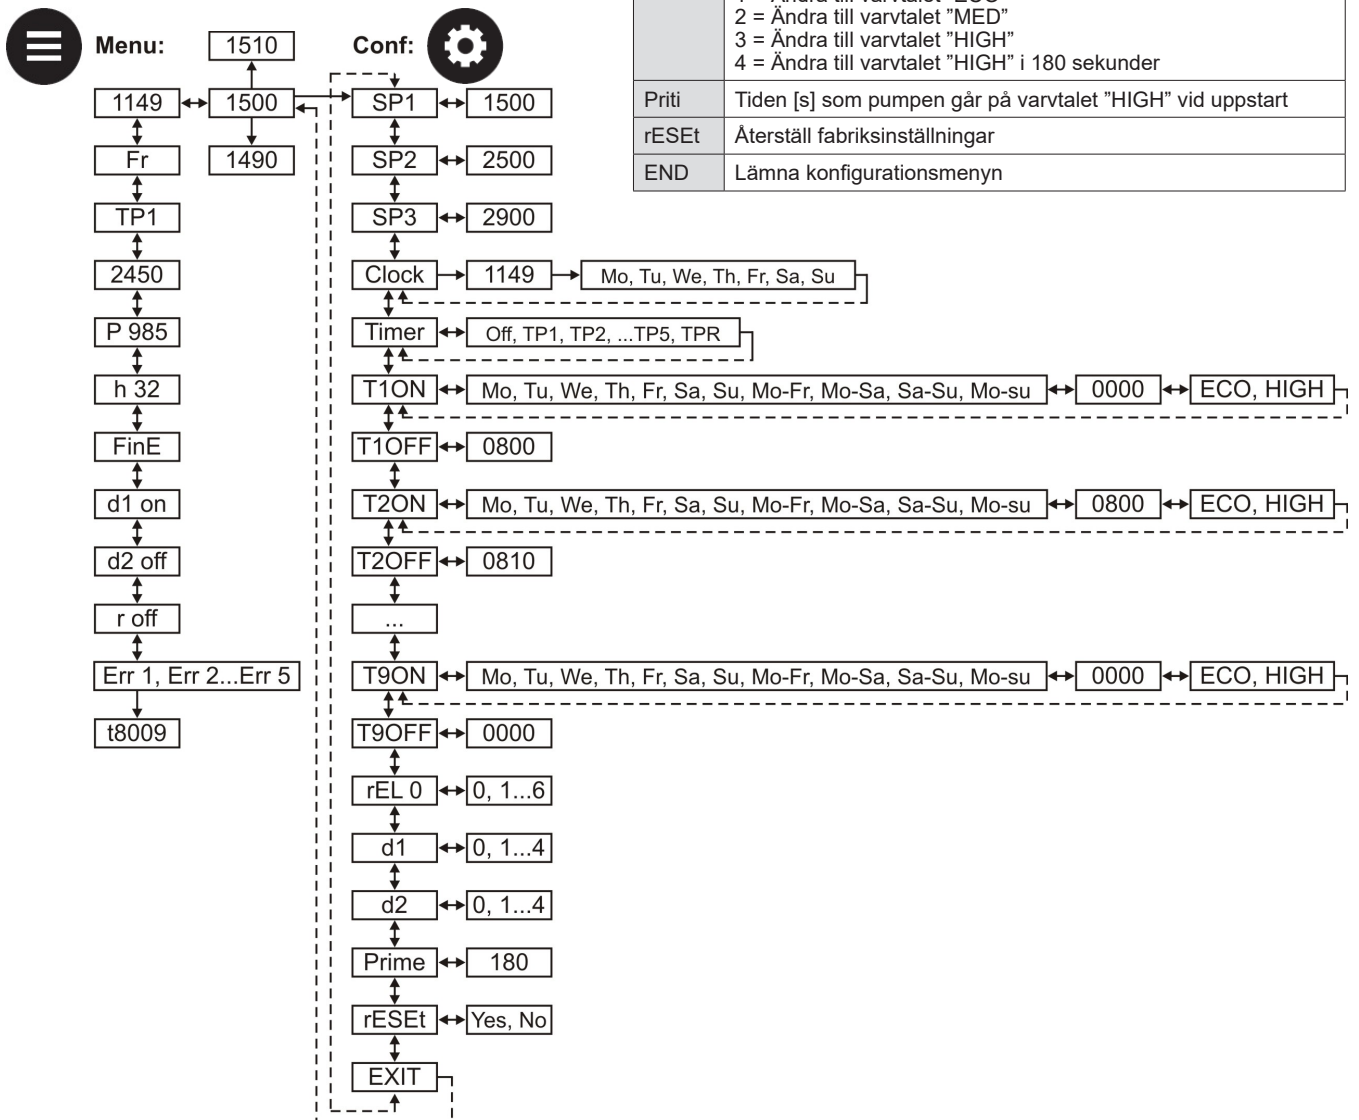 1 = Ändra till varvtalet ”ECO”
2 = Ändra till varvtalet ”MED”
3 = Ändra till varvtalet ”HIGH”
4 = Ändra till varvtalet ”HIGH” i 180 sekunder
Priti Tiden [s] som pumpen går på varvtalet ”HIGH” vid uppstart
rESEt Återställ fabriksinställningar
END Lämna konfigurationsmenyn
Menu:
1510
1149 1500
Fr 1490
TP1
2450
P 985
h 32
FinE
d1 on
d2 off
r off
Err 1, Err 2...Err 5
t8009
Conf:
SP1 1500
SP2 2500
SP3 2900
Clock 1149 Mo, Tu, We, Th, Fr, Sa, Su
Timer Off, TP1, TP2, ...TP5, TPR
T1ON Mo, Tu, We, Th, Fr, Sa, Su, Mo-Fr, Mo-Sa, Sa-Su, Mo-su 0000 ECO, HIGH
T1OFF 0800
T2ON Mo, Tu, We, Th, Fr, Sa, Su, Mo-Fr, Mo-Sa, Sa-Su, Mo-su 0800 ECO, HIGH
T2OFF 0810
...
T9ON Mo, Tu, We, Th, Fr, Sa, Su, Mo-Fr, Mo-Sa, Sa-Su, Mo-su 0000 ECO, HIGH
T9OFF 0000
rEL 0 0, 1...6
d1 0, 1...4
d2 0, 1...4
Prime 180
rESEt Yes, No
EXIT